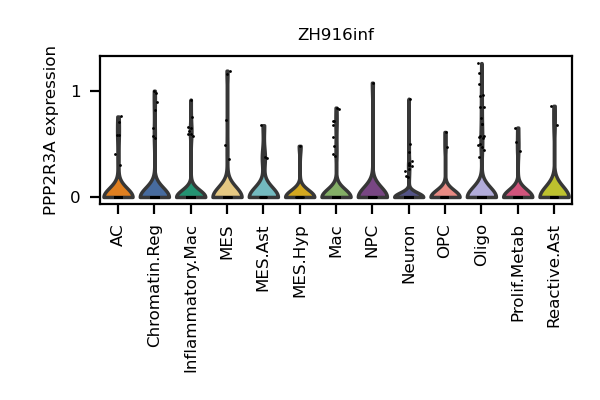 ZH916inf
PPP2R3A expression
1
0
AC
Chromatin.Reg
Inflammatory.Mac
MES
MES.Ast
MES.Hyp
Mac
NPC
Neuron
OPC
Oligo
Prolif.Metab
Reactive.Ast